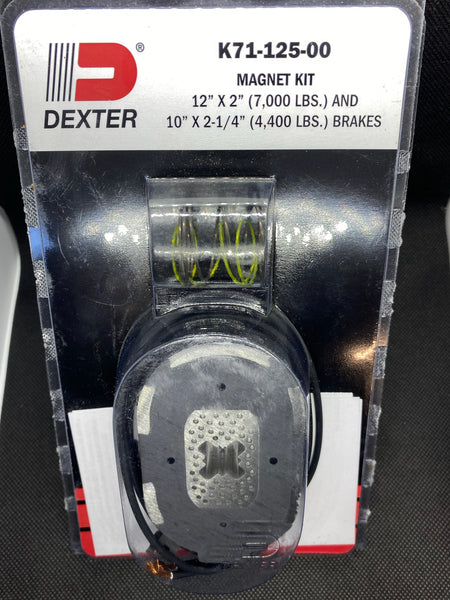 DEXTER®
K71-125-00
MAGNET KIT
12" X 2" (7,000 LBS.) AND
10" X 2-1/4" (4,400 LBS.) BRAKES